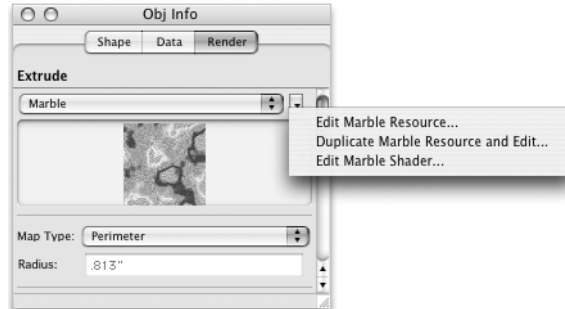 Obj Info
Shape Data Render
Extrude
Marble
Edit Marble Resource...
Duplicate Marble Resource and Edit...
Edit Marble Shader...
Map Type: Perimeter
Radius: .813"